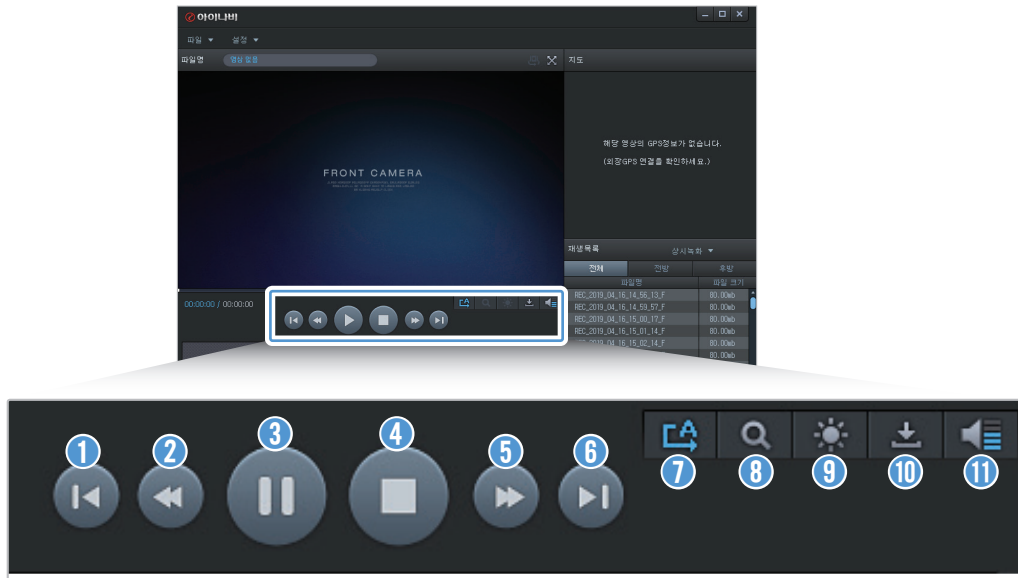 아이나비
파일 설정
파일명 영상 없음 지도
FRONT CAMERA
해당 영상의 GPS정보가 없습니다.
(외장GPS 연결을 확인하세요.)
재생목록 상시녹화
전체 전방 후방
파일명 파일 크기
REC_2019_04_16_14_56_13_F 80.00mb
REC_2019_04_16_14_59_57_F 80.00mb
REC_2019_04_16_15_00_17_F 80.00mb
REC_2019_04_16_15_01_14_F 80.00mb
REC_2019_04_16_15_02_14_F 80.00mb
80.00mb
00:00:00 / 00:00:00
1 2 3 4 5 6
A
7 8 9 10 11